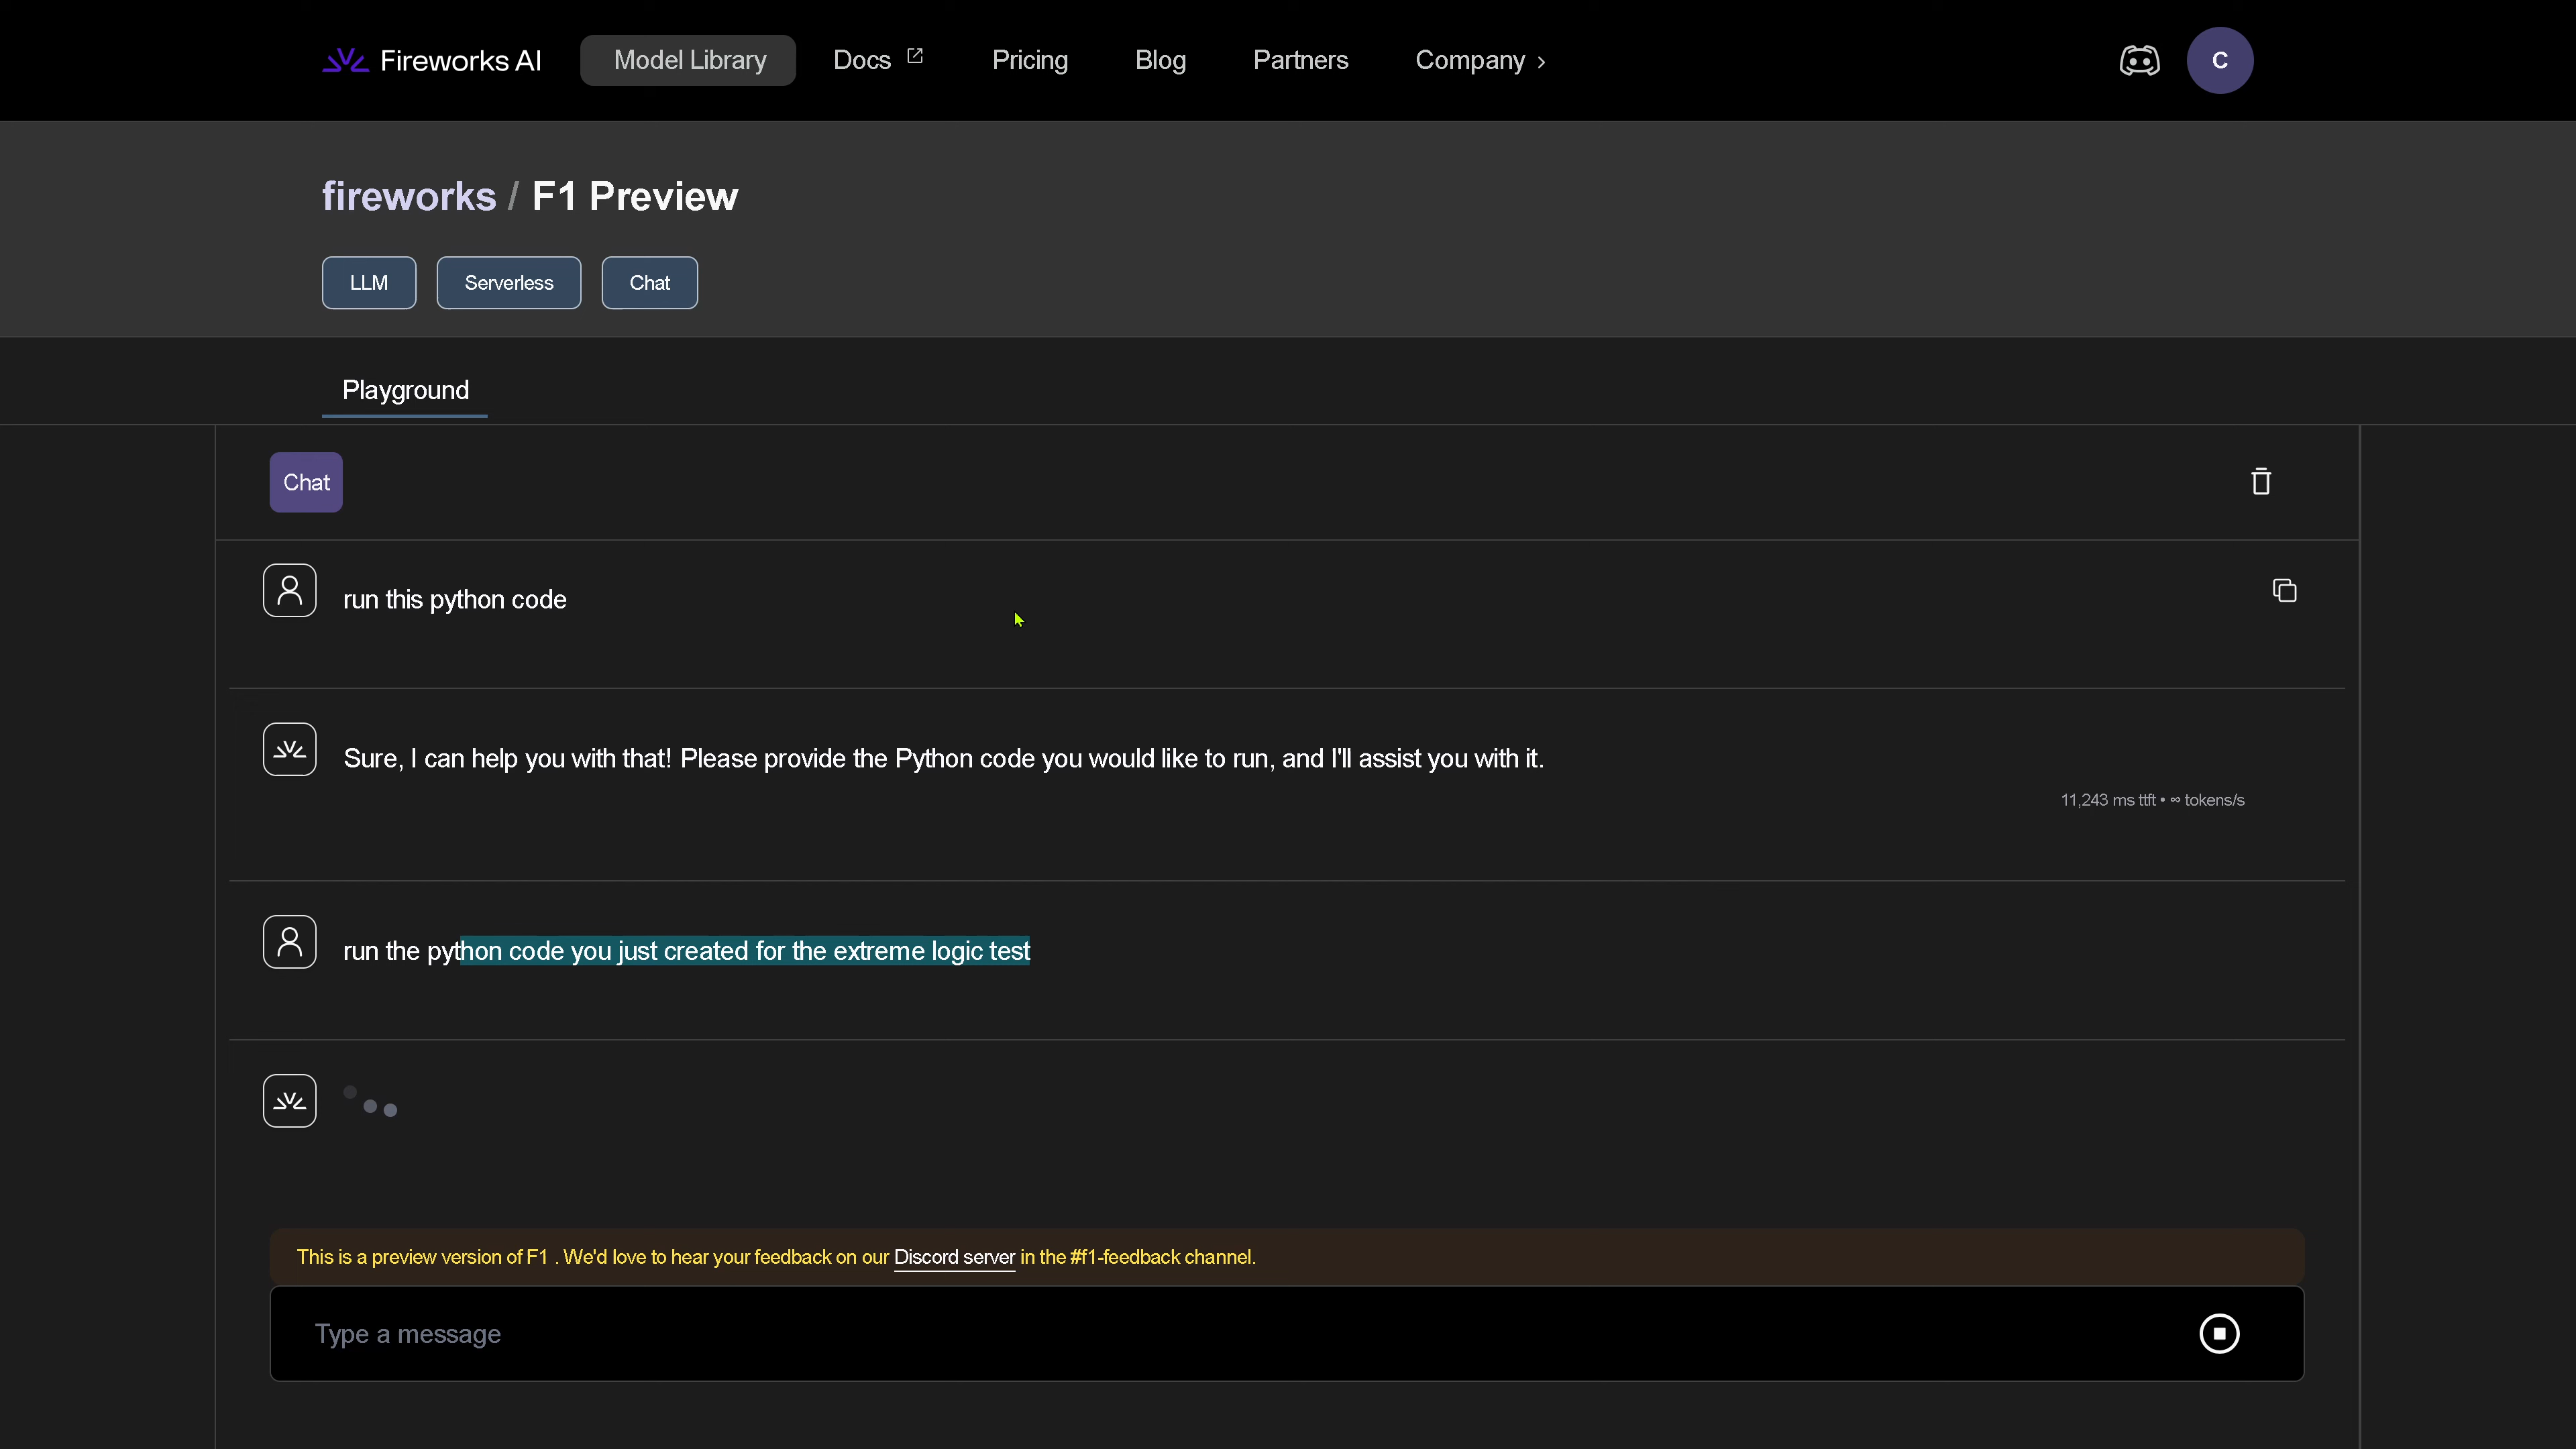 Fireworks AI
Model Library
Docs
Pricing
Blog
Partners
Company
C
fireworks / F1 Preview
LLM
Serverless
Chat
Playground
Chat
run this python code
Sure, I can help you with that! Please provide the Python code you would like to run, and I'll assist you with it.
11,243 ms ttft • ∞ tokens/s
run the python code you just created for the extreme logic test
This is a preview version of F1 . We'd love to hear your feedback on our Discord server in the #f1-feedback channel.
Type a message